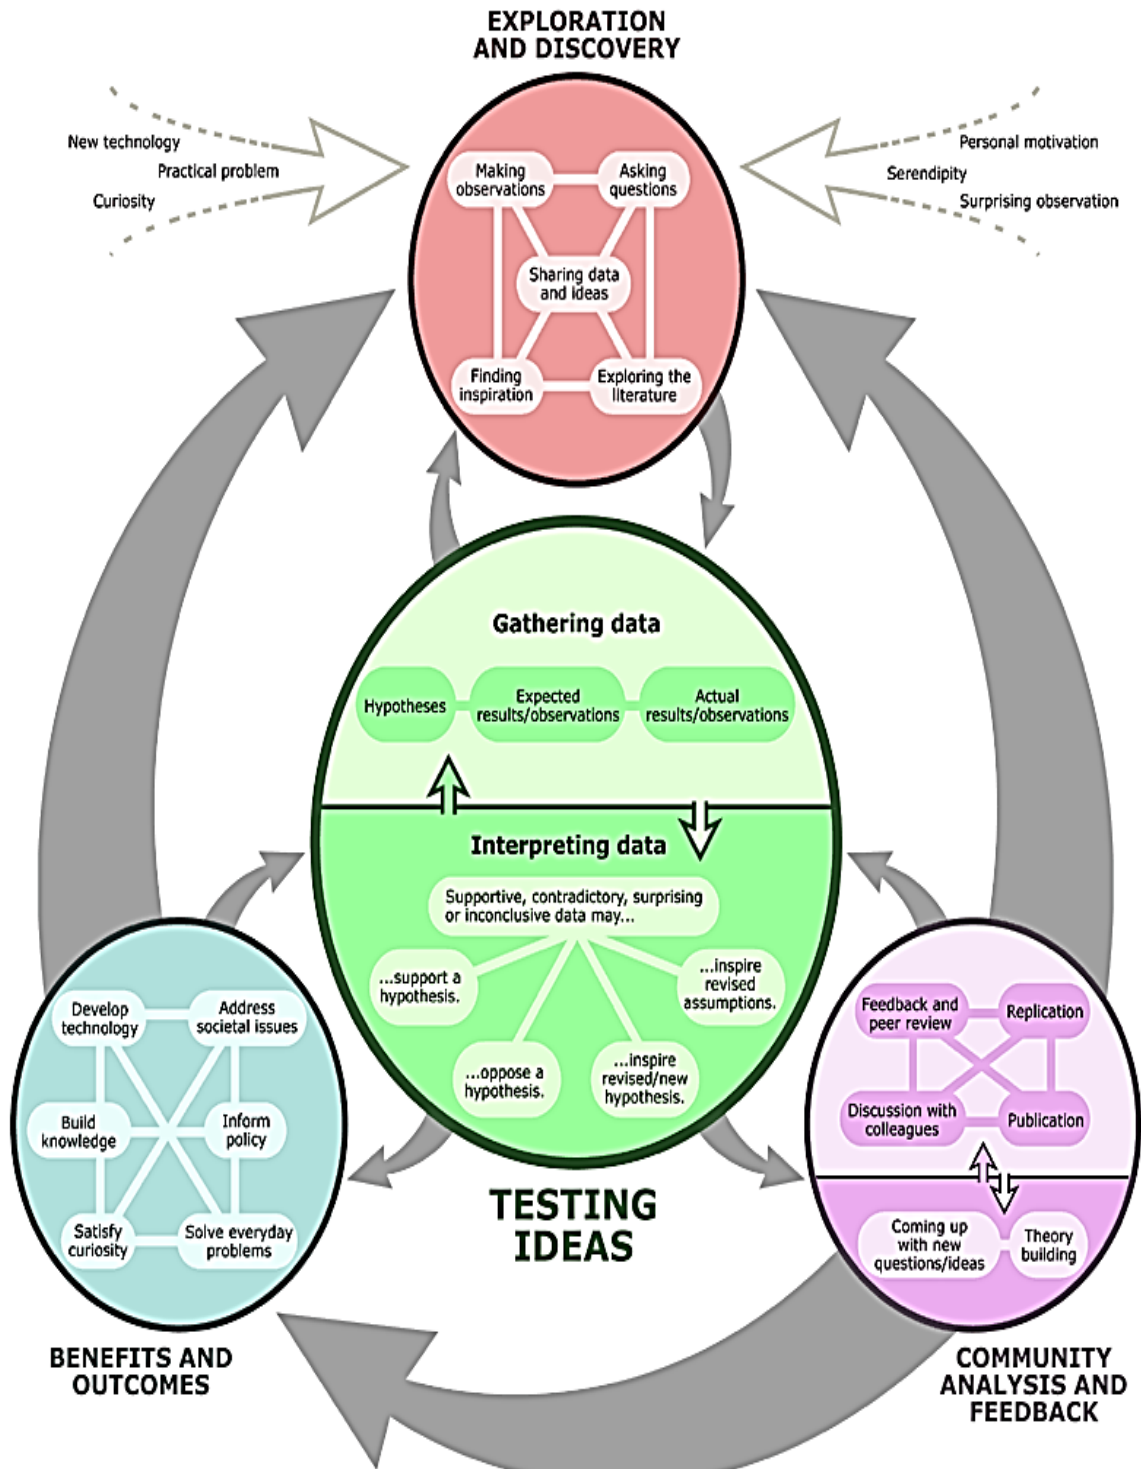 EXPLORATION
AND DISCOVERY
New technology
Practical problem
Curiosity
Personal motivation
Serendipity
Surprising observation
Making
observations
Asking
questions
Sharing data
and ideas
Finding
inspiration
Exploring the
literature
Gathering data
Hypotheses
Expected
results/observations
Actual
results/observations
Interpreting data
Supportive, contradictory, surprising
or inconclusive data may...
...support a
hypothesis.
...oppose a
hypothesis.
...inspire
revised/new
hypothesis.
...inspire
revised
assumptions.
TESTING
IDEAS
Develop
technology
Address
societal issues
Build
knowledge
Inform
policy
Satisfy
curiosity
Solve everyday
problems
BENEFITS AND
OUTCOMES
Feedback and
peer review
Replication
Discussion with
colleagues
Publication
Coming up
with new
questions/ideas
Theory
building
COMMUNITY
ANALYSIS AND
FEEDBACK